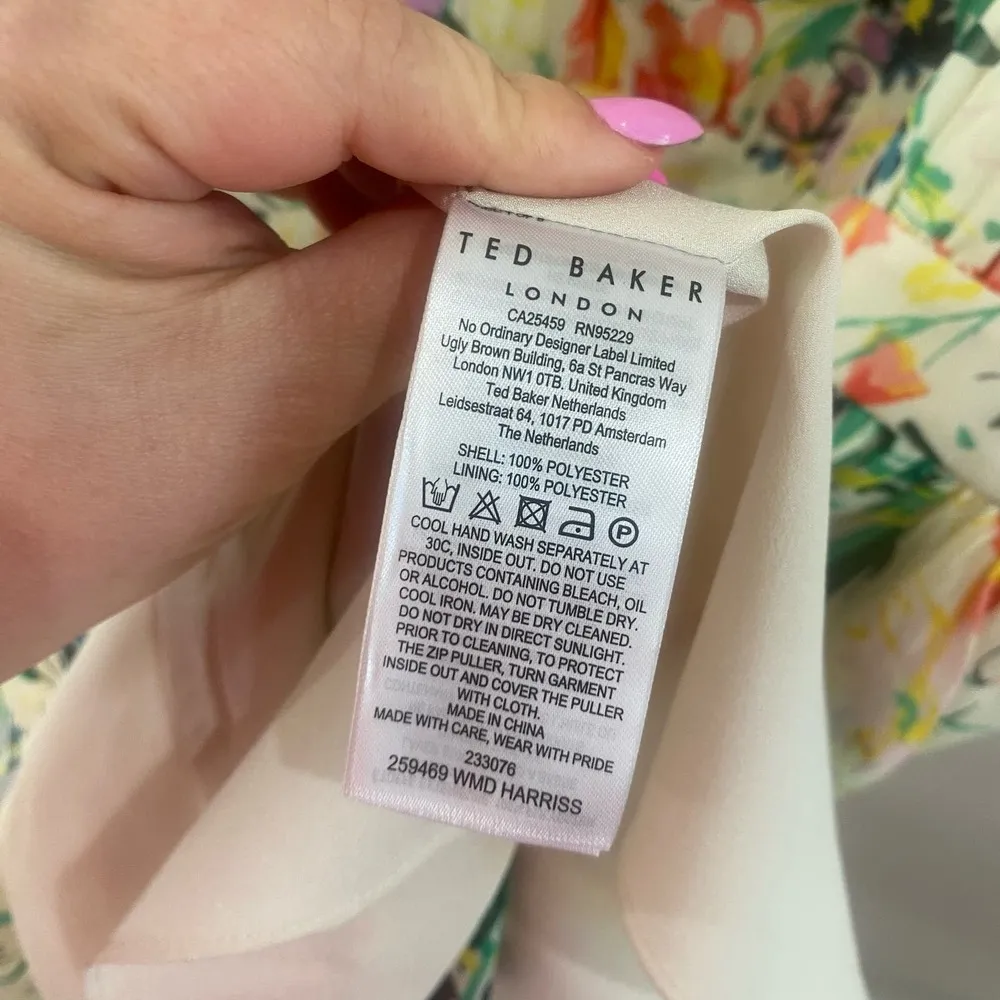 TED BAKER
LONDON
CA25459 RN95229
No Ordinary Designer Label Limited
Ugly Brown Building, 6a St Pancras Way
London NW1 0TB. United Kingdom
Ted Baker Netherlands
Leidsestraat 64, 1017 PD Amsterdam
The Netherlands
SHELL: 100% POLYESTER
LINING: 100% POLYESTER
P
COOL HAND WASH SEPARATELY AT
30C, INSIDE OUT. DO NOT USE
PRODUCTS CONTAINING BLEACH, OIL
OR ALCOHOL. DO NOT TUMBLE DRY.
COOL IRON. MAY BE DRY CLEANED.
DO NOT DRY IN DIRECT SUNLIGHT.
PRIOR TO CLEANING, TO PROTECT
THE ZIP PULLER, TURN GARMENT
INSIDE OUT AND COVER THE PULLER
WITH CLOTH.
MADE IN CHINA
MADE WITH CARE, WEAR WITH PRIDE
233076
259469 WMD HARRISS